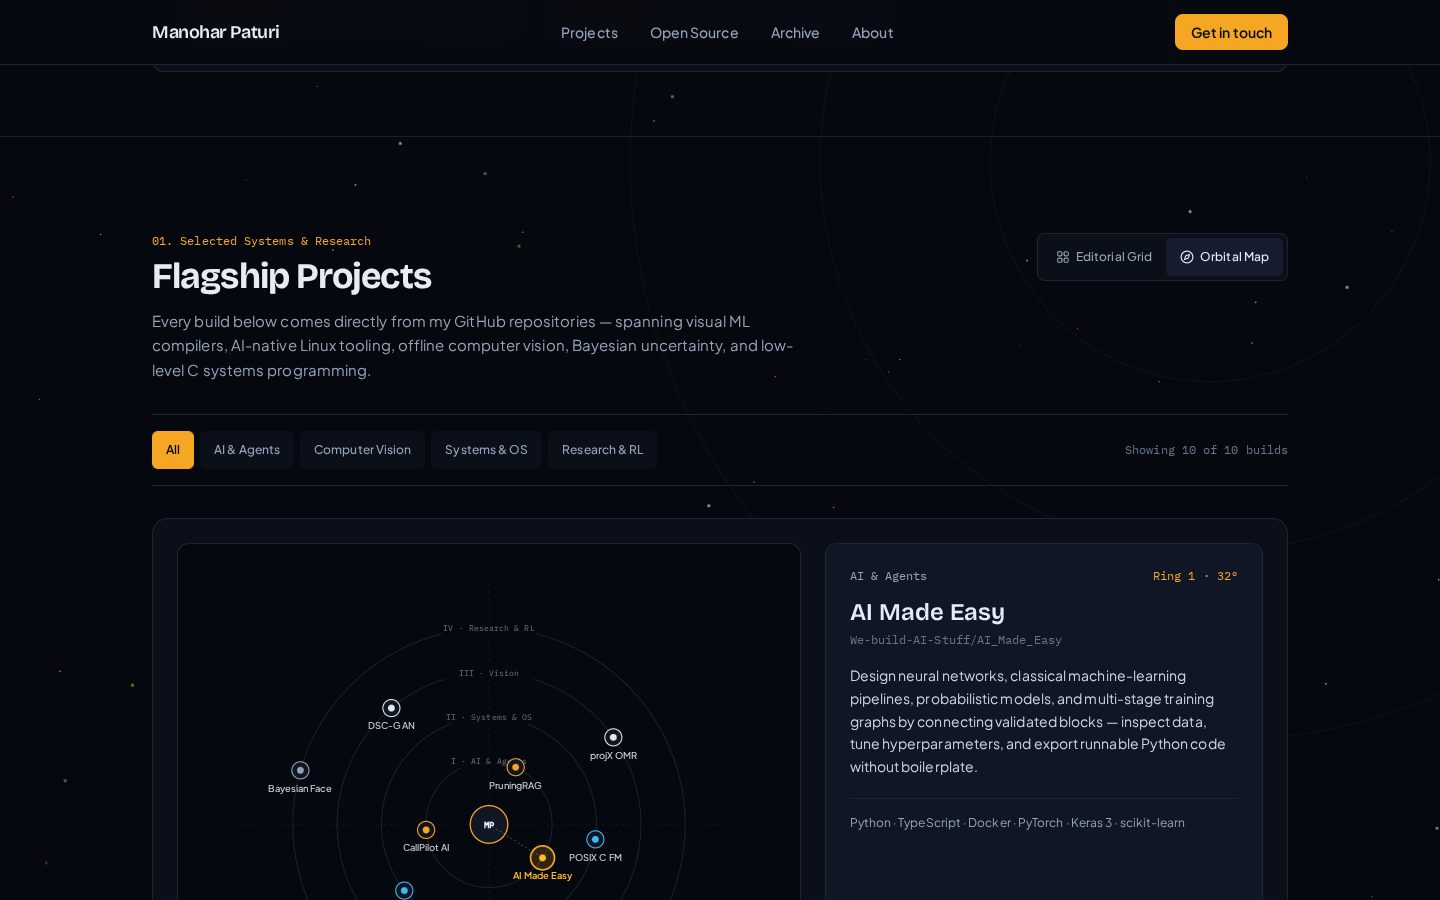 Manohar Paturi
Projects
Open Source
Archive
About
Get in touch
01. Selected Systems & Research
Flagship Projects
Every build below comes directly from my GitHub repositories — spanning visual ML
compilers, AI-native Linux tooling, offline computer vision, Bayesian uncertainty, and low-
level C systems programming.
Editorial Grid
Orbital Map
All
AI & Agents
Computer Vision
Systems & OS
Research & RL
Showing 10 of 10 builds
IV · Research & RL
III · Vision
DSC-GAN
II · Systems & OS
projX OMR
I · AI & Agents
PruningRAG
Bayesian Face
MP
CallPilot AI
POSIX C FM
AI Made Easy
AI & Agents
Ring 1 · 32°
AI Made Easy
We-build-AI-Stuff/AI_Made_Easy
Design neural networks, classical machine-learning
pipelines, probabilistic models, and multi-stage training
graphs by connecting validated blocks — inspect data,
tune hyperparameters, and export runnable Python code
without boilerplate.
Python · TypeScript · Docker · PyTorch · Keras 3 · scikit-learn